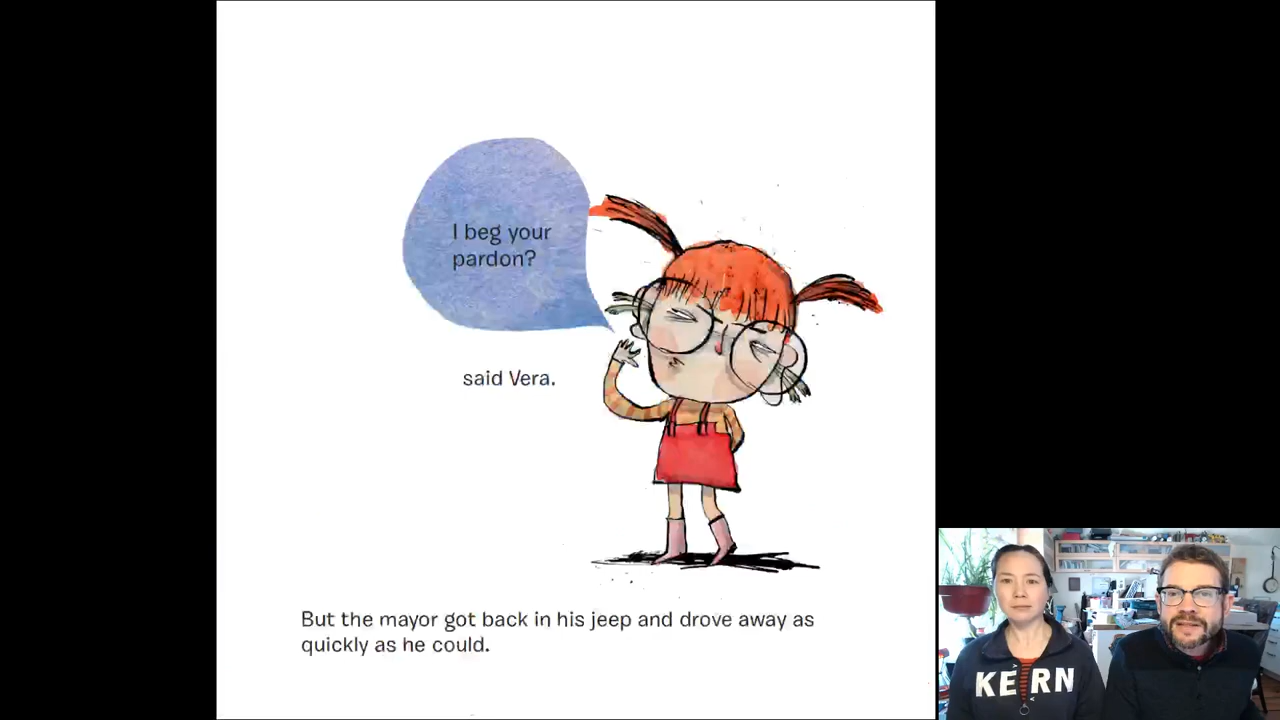 I beg your
pardon?
said Vera.
But the mayor got back in his jeep and drove away as
quickly as he could.
KERN